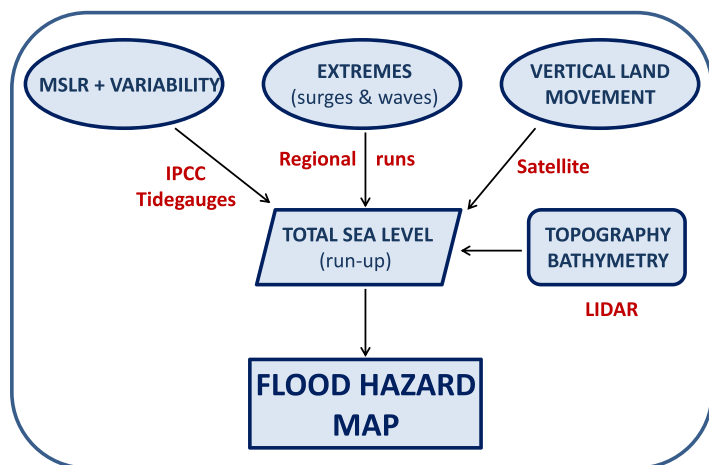 MSLR + VARIABILITY
EXTREMES
(surges & waves)
VERTICAL LAND
MOVEMENT
IPCC
Tidegauges
Regional runs
Satellite
TOTAL SEA LEVEL
(run-up)
TOPOGRAPHY
BATHYMETRY
LIDAR
FLOOD HAZARD
MAP